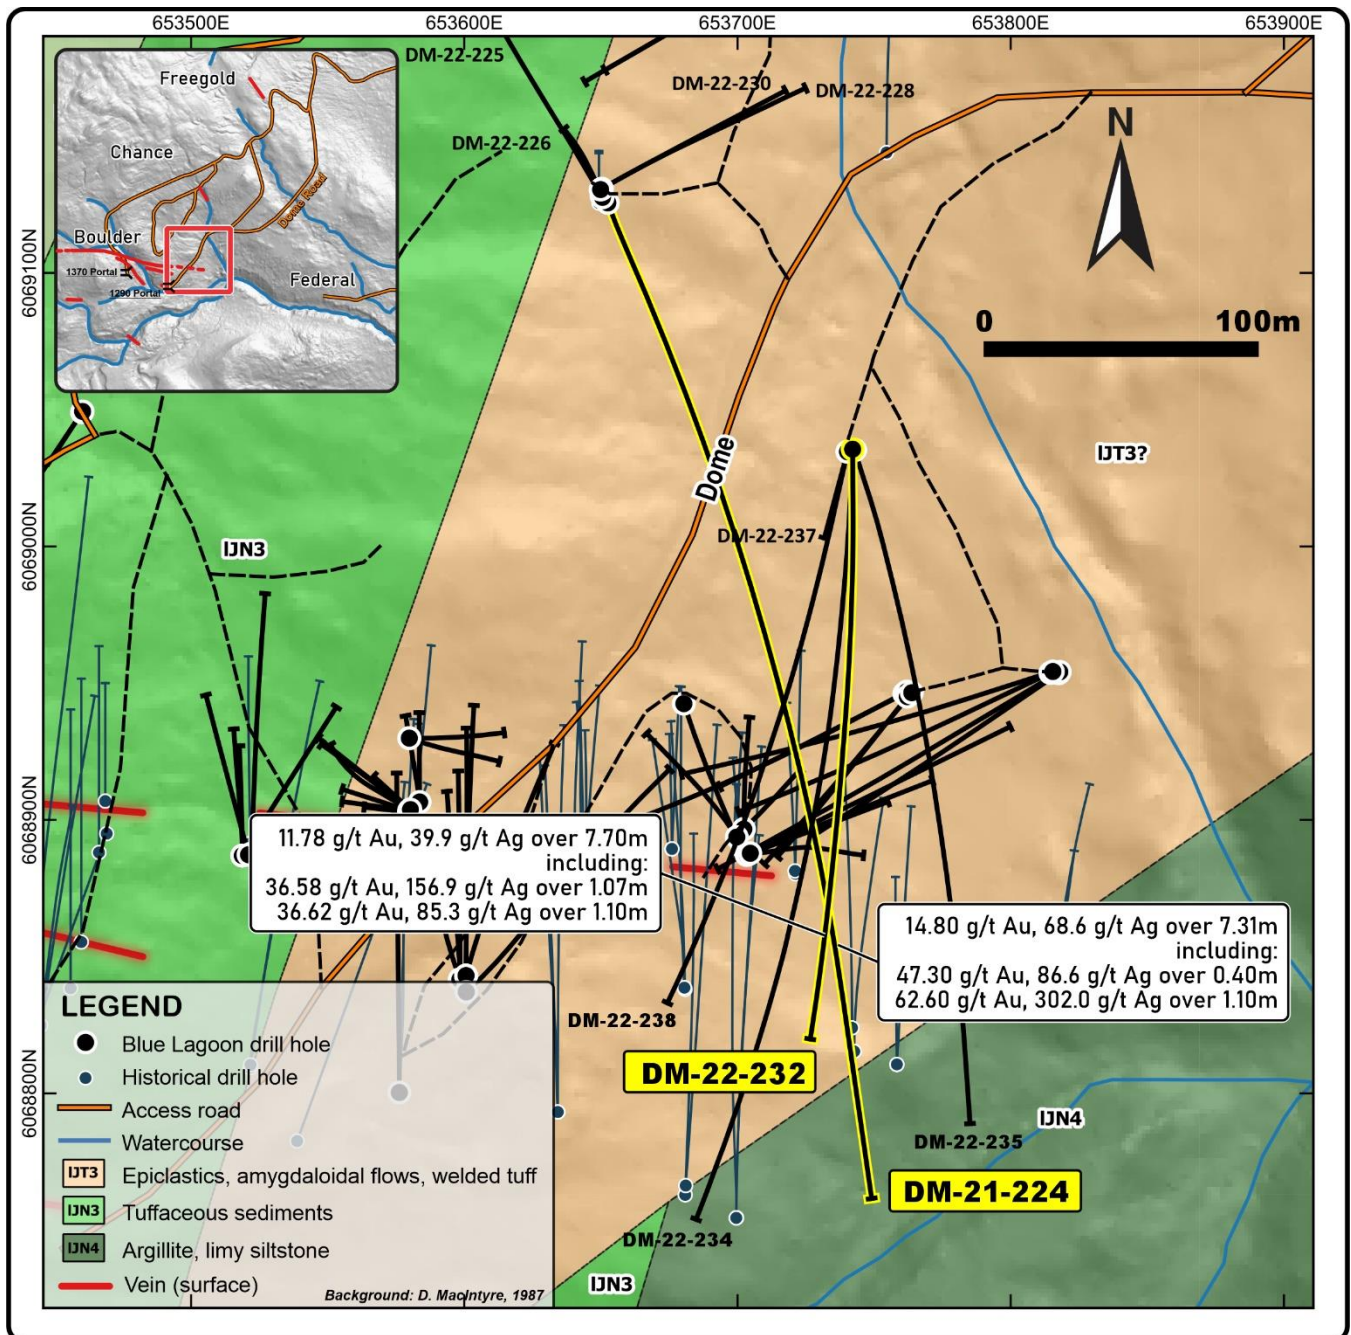 653500E
653600E
653700E
653800E
653900E
6069100N
606900N
6068900N
606880N
Freegold
Chance
Boulder
Dome Road
Federal
1370 Portal
1290 Portal
DM-22-225
DM-22-230
DM-22-228
DM-22-226
N
0
100m
Dome
IJT3?
DM-22-237
IJN3
11.78 g/t Au, 39.9 g/t Ag over 7.70m
including:
36.58 g/t Au, 156.9 g/t Ag over 1.07m
36.62 g/t Au, 85.3 g/t Ag over 1.10m
14.80 g/t Au, 68.6 g/t Ag over 7.31m
including:
47.30 g/t Au, 86.6 g/t Ag over 0.40m
62.60 g/t Au, 302.0 g/t Ag over 1.10m
DM-22-238
DM-22-232
DM-22-235
IJN4
DM-21-224
DM-22-234
IJN3
LEGEND
Blue Lagoon drill hole
Historical drill hole
Access road
Watercourse
IJT3
Epiclastics, amygdaloidal flows, welded tuff
IJN3
Tuffaceous sediments
IJN4
Argillite, limy siltstone
Vein (surface)
Background: D. MacIntyre, 1987